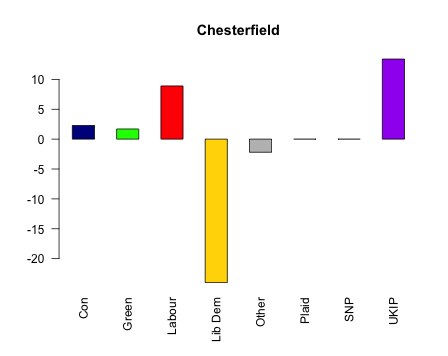 Chesterfield
10
5
0
-5
-10
-15
-20
Con
Green
Labour
Lib Dem
Other
Plaid
SNP
UKIP